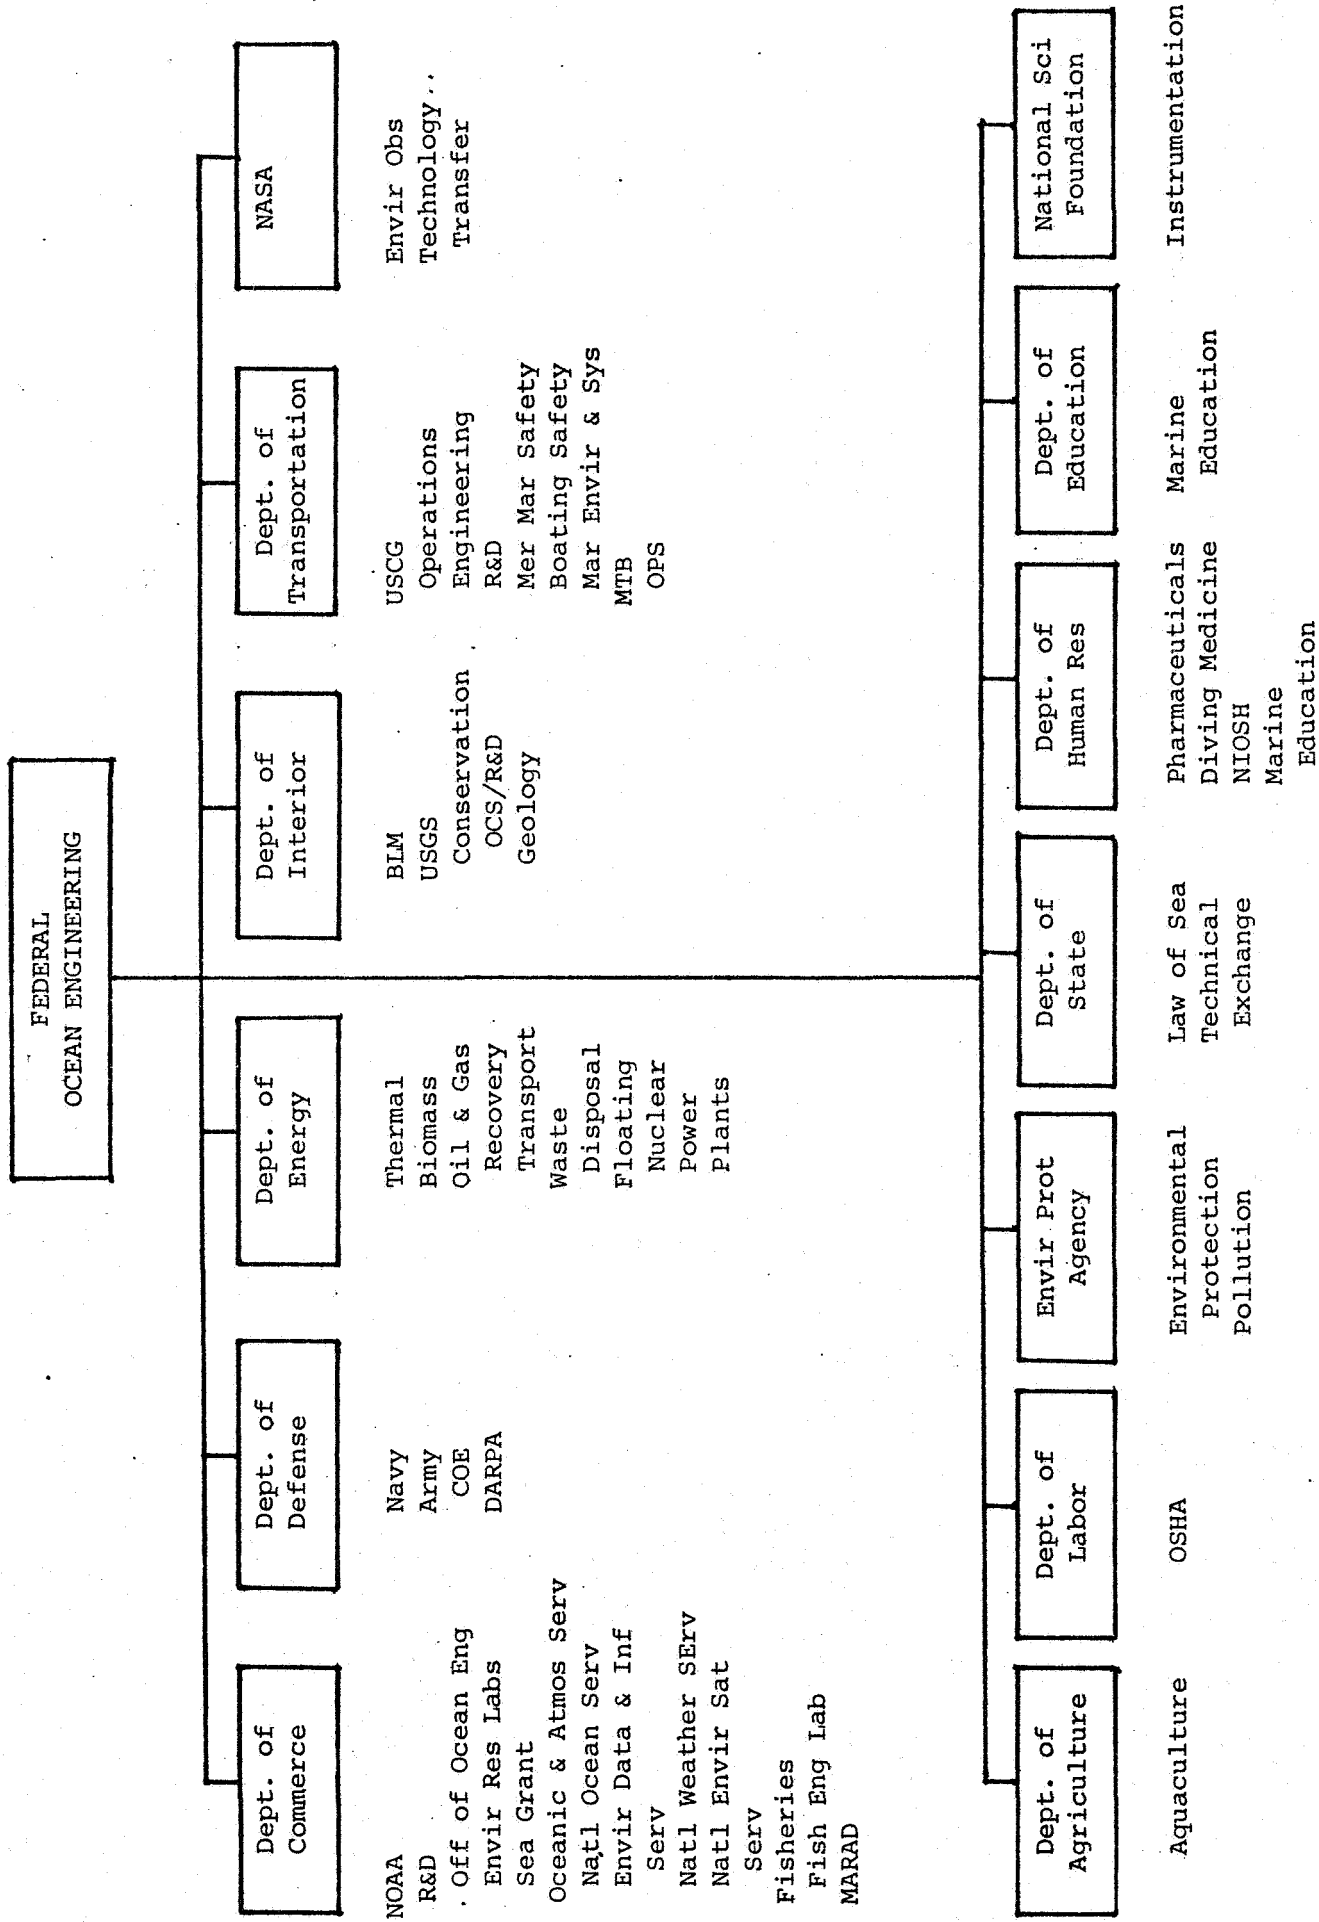 FEDERAL
OCEAN ENGINEERING
Dept. of
Commerce
NOAA
R&D
Off of Ocean Eng
Envir Res Labs
Sea Grant
Oceanic & Atmos Serv
Natl Ocean Serv
Envir Data & Inf
Serv
Natl Weather SErv
Natl Envir Sat
Serv
Fisheries
Fish Eng Lab
MARAD
Dept. of
Defense
Navy
Army
COE
DARPA
Dept. of
Energy
Thermal
Biomass
Oil & Gas
Recovery
Transport
Waste
Disposal
Floating
Nuclear
Power
Plants
Dept. of
Interior
BLM
USGS
Conservation
OCS/R&D
Geology
Dept. of
Transportation
USCG
Operations
Engineering
R&D
Mer Mar Safety
Boating Safety
Mar Envir & Sys
MTB
OPS
NASA
Envir Obs
Technology
Transfer
Dept. of
Agriculture
Aquaculture
Dept. of
Labor
OSHA
Envir Prot
Agency
Environmental
Protection
Pollution
Dept. of
State
Law of Sea
Technical
Exchange
Dept. of
Human Res
Pharmaceuticals
Diving Medicine
NIOSH
Marine
Education
Dept. of
Education
Marine
Education
National Sci
Foundation
Instrumentation